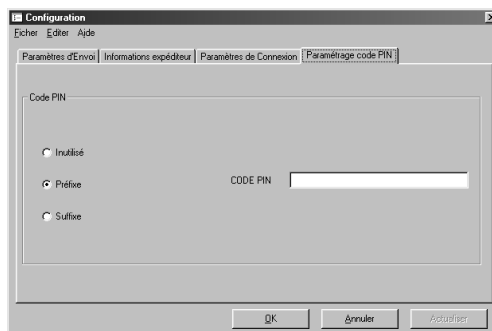 Configuration
Ficher Editer Aide
Paramètres d'Envoi Informations expéditeur Paramètres de Connexion Paramétrage code PIN
Code PIN
Inutilisé
Préfixe CODE PIN
Suffixe
OK Annuler Actualiser